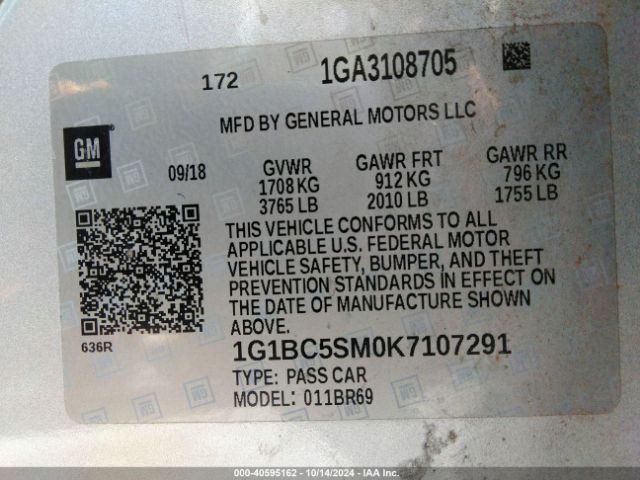 172 1GA3108705
MFD BY GENERAL MOTORS LLC
GM
09/18
GVWR GAWR FRT GAWR RR
1708 KG 912 KG 796 KG
3765 LB 2010 LB 1755 LB
THIS VEHICLE CONFORMS TO ALL
APPLICABLE U.S. FEDERAL MOTOR
VEHICLE SAFETY, BUMPER, AND THEFT
PREVENTION STANDARDS IN EFFECT ON
THE DATE OF MANUFACTURE SHOWN
ABOVE.
636R
1G1BC5SM0K7107291
TYPE: PASS CAR
MODEL: 011BR69
000-40595162 - 10/14/2024 - IAA Inc.